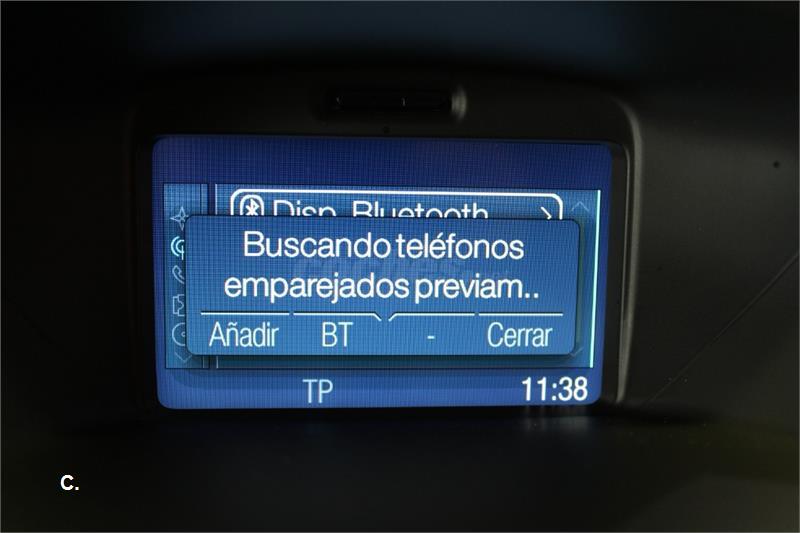 Disp. Bluetooth
Buscando teléfonos
emparejados previam..
Añadir BT - Cerrar
TP 11:38
C.